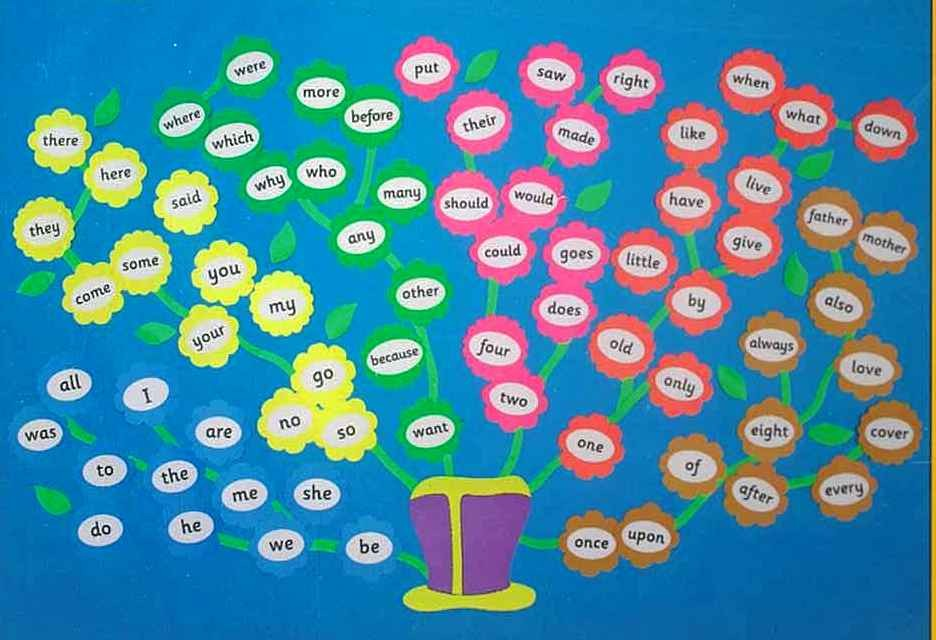 there
here
they
come
some
said
you
my
your
go
no
so
were
where
which
why
who
more
before
many
any
other
because
want
put
their
saw
right
made
should
would
could
goes
does
four
two
when
what
down
like
live
have
give
little
by
old
only
one
father
mother
also
always
love
eight
cover
of
after
every
once
upon
all
I
was
are
to
the
me
she
do
he
we
be